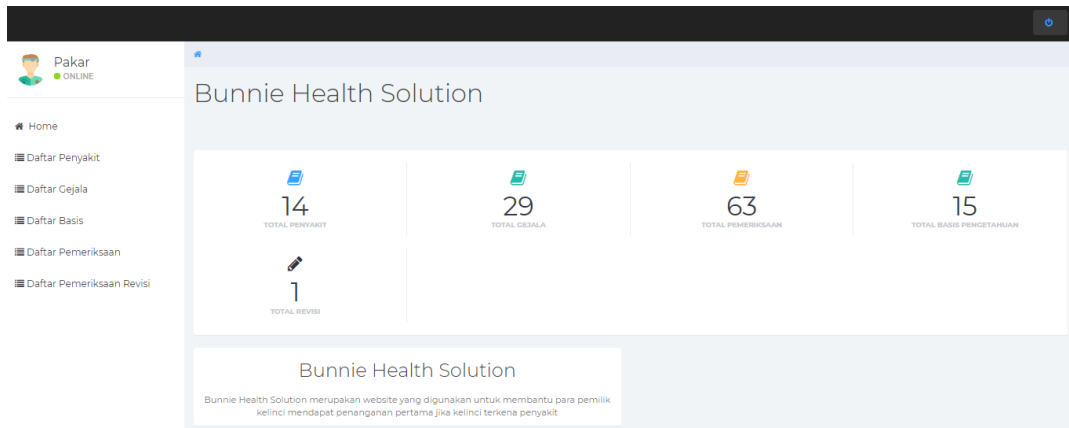 Pakar
ONLINE
Home
Daftar Penyakit
Daftar Gejala
Daftar Basis
Daftar Pemeriksaan
Daftar Pemeriksaan Revisi
Bunnie Health Solution
14
TOTAL PENYAKIT
29
TOTAL GEJALA
63
TOTAL PEMERIKSAAN
15
TOTAL BASIS PENGETAHUAN
1
TOTAL REVISI
Bunnie Health Solution
Bunnie Health Solution merupakan website yang digunakan untuk membantu para pemilik
kelinci mendapat penanganan pertama jika kelinci terkena penyakit